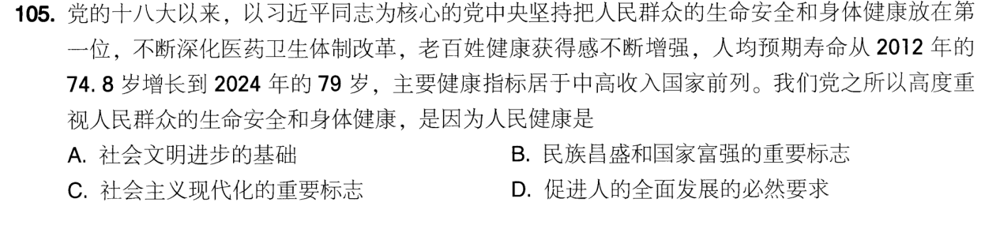 105. 党的十八大以来，以习近平同志为核心的党中央坚持把人民群众的生命安全和身体健康放在第
一位，不断深化医药卫生体制改革，老百姓健康获得感不断增强，人均预期寿命从 2012 年的
74. 8 岁增长到 2024 年的 79 岁，主要健康指标居于中高收入国家前列。我们党之所以高度重
视人民群众的生命安全和身体健康，是因为人民健康是
A. 社会文明进步的基础 B. 民族昌盛和国家富强的重要标志
C. 社会主义现代化的重要标志 D. 促进人的全面发展的必然要求